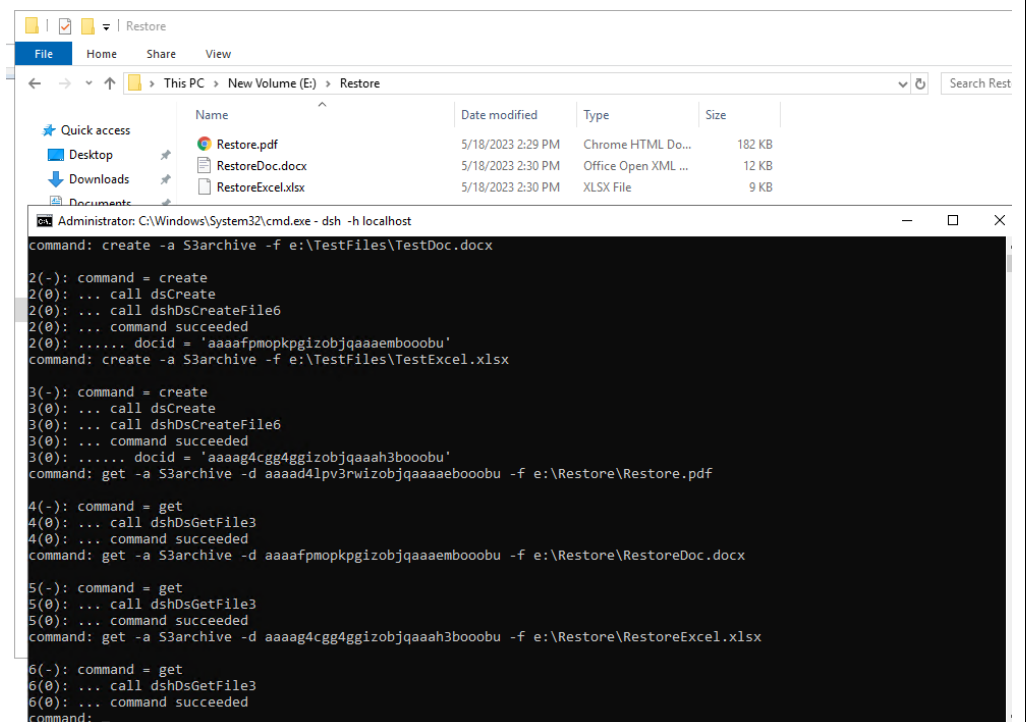 Restore
File Home Share View
This PC > New Volume (E:) > Restore
Search Rest
Name Date modified Type Size
Quick access
Desktop
Downloads
Documents
Restore.pdf 5/18/2023 2:29 PM Chrome HTML Do... 182 KB
RestoreDoc.docx 5/18/2023 2:30 PM Office Open XML ... 12 KB
RestoreExcel.xlsx 5/18/2023 2:30 PM XLSX File 9 KB
Administrator: C:\Windows\System32\cmd.exe - dsh -h localhost
command: create -a S3archive -f e:\TestFiles\TestDoc.docx
2(-): command = create
2(0): ... call dsCreate
2(0): ... call dshDsCreateFile6
2(0): ... command succeeded
2(0): ...... docid = 'aaaafpmopkpgizobjqaaaembooobu'
command: create -a S3archive -f e:\TestFiles\TestExcel.xlsx
3(-): command = create
3(0): ... call dsCreate
3(0): ... call dshDsCreateFile6
3(0): ... command succeeded
3(0): ...... docid = 'aaaag4cgg4ggizobjqaaah3booobu'
command: get -a S3archive -d aaaad4lpv3rwizobjqaaaaebooobu -f e:\Restore\Restore.pdf
4(-): command = get
4(0): ... call dshDsGetFile3
4(0): ... command succeeded
command: get -a S3archive -d aaaafpmopkpgizobjqaaaembooobu -f e:\Restore\RestoreDoc.docx
5(-): command = get
5(0): ... call dshDsGetFile3
5(0): ... command succeeded
command: get -a S3archive -d aaaag4cgg4ggizobjqaaah3booobu -f e:\Restore\RestoreExcel.xlsx
6(-): command = get
6(0): ... call dshDsGetFile3
6(0): ... command succeeded
command: _